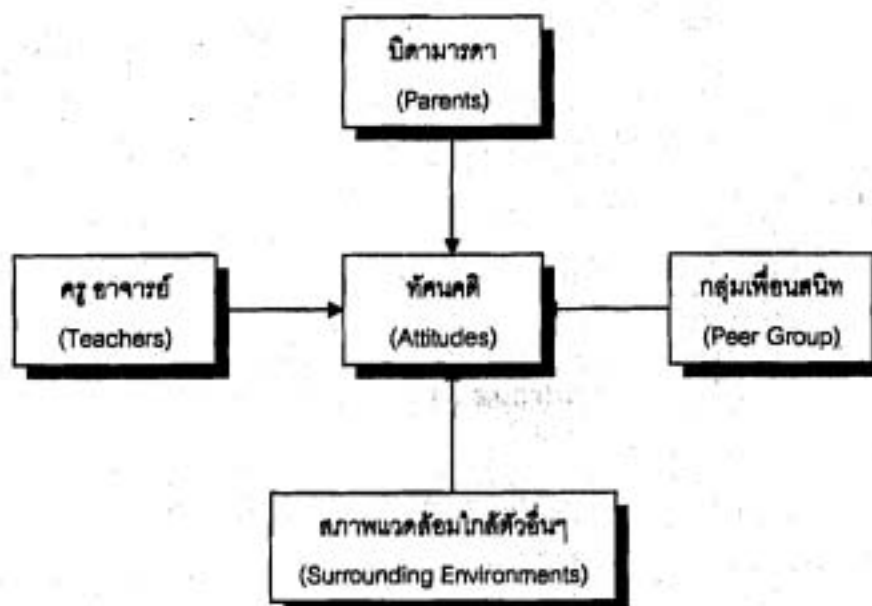 บิดามารดา
(Parents)
ครู อาจารย์
(Teachers)
ทัศนคติ
(Attitudes)
กลุ่มเพื่อนสนิท
(Peer Group)
สภาพแวดล้อมใกล้ตัวอื่นๆ
(Surrounding Environments)